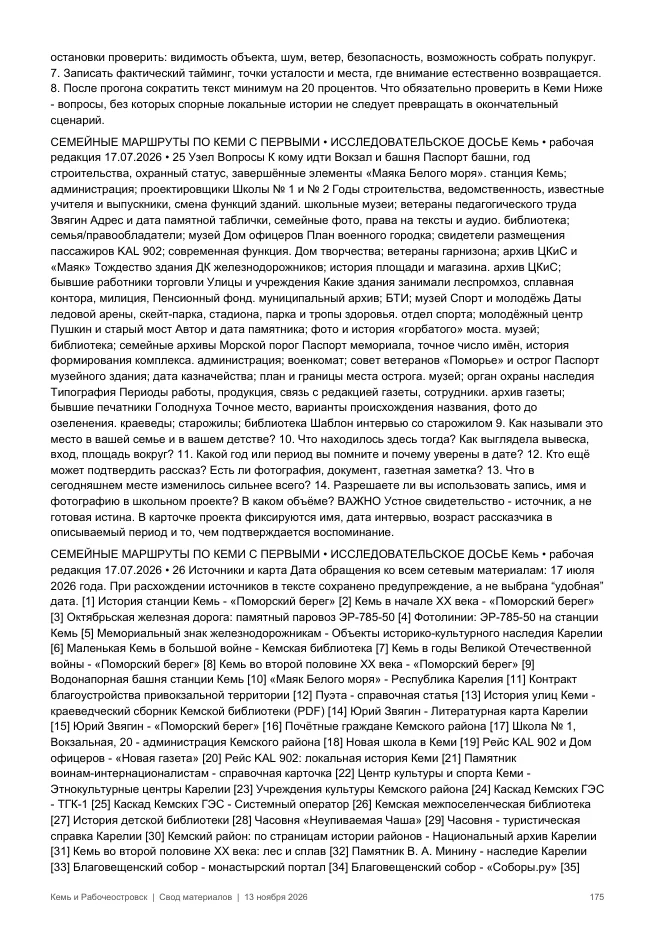 остановки проверить: видимость объекта, шум, ветер, безопасность, возможность собрать полукруг.
7. Записать фактический тайминг, точки усталости и места, где внимание естественно возвращается.
8. После прогона сократить текст минимум на 20 процентов. Что обязательно проверить в Кеми Ниже
- вопросы, без которых спорные локальные истории не следует превращать в окончательный
сценарий.
СЕМЕЙНЫЕ МАРШРУТЫ ПО КЕМИ С ПЕРВЫМИ • ИССЛЕДОВАТЕЛЬСКОЕ ДОСЬЕ Кемь • рабочая
редакция 17.07.2026 • 25 Узел Вопросы К кому идти Вокзал и башня Паспорт башни, год
строительства, охранный статус, завершённые элементы «Маяка Белого моря». станция Кемь;
администрация; проектировщики Школы № 1 и № 2 Годы строительства, ведомственность, известные
учителя и выпускники, смена функций зданий. школьные музеи; ветераны педагогического труда
Звягин Адрес и дата памятной таблички, семейные фото, права на тексты и аудио. библиотека;
семья/правообладатели; музей Дом офицеров План военного городка; свидетели размещения
пассажиров KAL 902; современная функция. Дом творчества; ветераны гарнизона; архив ЦКиС и
«Маяк» Тождество здания ДК железнодорожников; история площади и магазина. архив ЦКиС;
бывшие работники торговли Улицы и учреждения Какие здания занимали леспромхоз, сплавная
контора, милиция, Пенсионный фонд. муниципальный архив; БТИ; музей Спорт и молодёжь Даты
ледовой арены, скейт-парка, стадиона, парка и тропы здоровья. отдел спорта; молодёжный центр
Пушкин и старый мост Автор и дата памятника; фото и история «горбатого» моста. музей;
библиотека; семейные архивы Морской порог Паспорт мемориала, точное число имён, история
формирования комплекса. администрация; военкомат; совет ветеранов «Поморье» и острог Паспорт
музейного здания; дата казначейства; план и границы места острога. музей; орган охраны наследия
Типография Периоды работы, продукция, связь с редакцией газеты, сотрудники. архив газеты;
бывшие печатники Голоднуха Точное место, варианты происхождения названия, фото до
озеленения. краеведы; старожилы; библиотека Шаблон интервью со старожилом 9. Как называли это
место в вашей семье и в вашем детстве? 10. Что находилось здесь тогда? Как выглядела вывеска,
вход, площадь вокруг? 11. Какой год или период вы помните и почему уверены в дате? 12. Кто ещё
может подтвердить рассказ? Есть ли фотография, документ, газетная заметка? 13. Что в
сегодняшнем месте изменилось сильнее всего? 14. Разрешаете ли вы использовать запись, имя и
фотографию в школьном проекте? В каком объёме? ВАЖНО Устное свидетельство - источник, а не
готовая истина. В карточке проекта фиксируются имя, дата интервью, возраст рассказчика в
описываемый период и то, чем подтверждается воспоминание.
СЕМЕЙНЫЕ МАРШРУТЫ ПО КЕМИ С ПЕРВЫМИ • ИССЛЕДОВАТЕЛЬСКОЕ ДОСЬЕ Кемь • рабочая
редакция 17.07.2026 • 26 Источники и карта Дата обращения ко всем сетевым материалам: 17 июля
2026 года. При расхождении источников в тексте сохранено предупреждение, а не выбрана “удобная”
дата. [1] История станции Кемь - «Поморский берег» [2] Кемь в начале XX века - «Поморский берег»
[3] Октябрьская железная дорога: памятный паровоз ЭР-785-50 [4] Фотолинии: ЭР-785-50 на станции
Кемь [5] Мемориальный знак железнодорожникам - Объекты историко-культурного наследия Карелии
[6] Маленькая Кемь в большой войне - Кемская библиотека [7] Кемь в годы Великой Отечественной
войны - «Поморский берег» [8] Кемь во второй половине XX века - «Поморский берег» [9]
Водонапорная башня станции Кемь [10] «Маяк Белого моря» - Республика Карелия [11] Контракт
благоустройства привокзальной территории [12] Пуэта - справочная статья [13] История улиц Кеми -
краеведческий сборник Кемской библиотеки (PDF) [14] Юрий Звягин - Литературная карта Карелии
[15] Юрий Звягин - «Поморский берег» [16] Почётные граждане Кемского района [17] Школа № 1,
Вокзальная, 20 - администрация Кемского района [18] Новая школа в Кеми [19] Рейс KAL 902 и Дом
офицеров - «Новая газета» [20] Рейс KAL 902: локальная история Кеми [21] Памятник
воинам-интернационалистам - справочная карточка [22] Центр культуры и спорта Кеми -
Этнокультурные центры Карелии [23] Учреждения культуры Кемского района [24] Каскад Кемских ГЭС
- ТГК-1 [25] Каскад Кемских ГЭС - Системный оператор [26] Кемская межпоселенческая библиотека
[27] История детской библиотеки [28] Часовня «Неупиваемая Чаша» [29] Часовня - туристическая
справка Карелии [30] Кемский район: по страницам истории районов - Национальный архив Карелии
[31] Кемь во второй половине XX века: лес и сплав [32] Памятник В. А. Минину - наследие Карелии
[33] Благовещенский собор - монастырский портал [34] Благовещенский собор - «Соборы.ру» [35]
Кемь и Рабочеостровск | Свод материалов | 13 ноября 2026 175